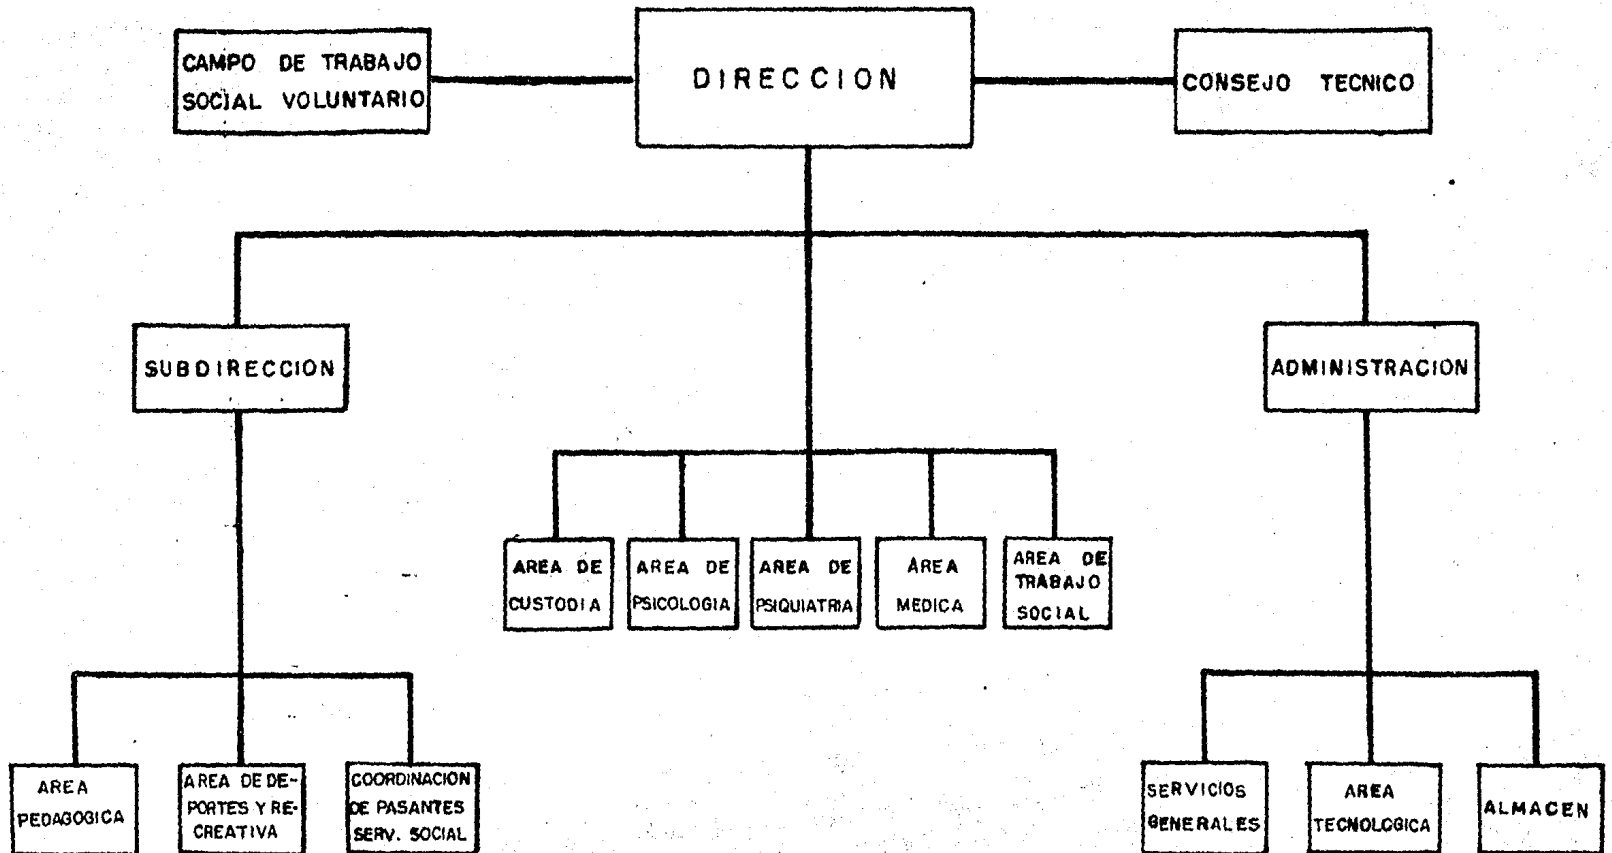 CAMPO DE TRABAJO
SOCIAL VOLUNTARIO
DIRECCION
CONSEJO TECNICO
SUBDIRECCION
ADMINISTRACION
AREA DE
CUSTODIA
AREA DE
PSICOLOGIA
AREA DE
PSIQUIATRIA
AREA
MEDICA
AREA DE
TRABAJO
SOCIAL
AREA
PEDAGOGICA
AREA DE DE-
PORTES Y RE-
CREATIVA
COORDINACION
DE PASANTES
SERV. SOCIAL
SERVICIOS
GENERALES
AREA
TECNOLOGICA
ALMACEN